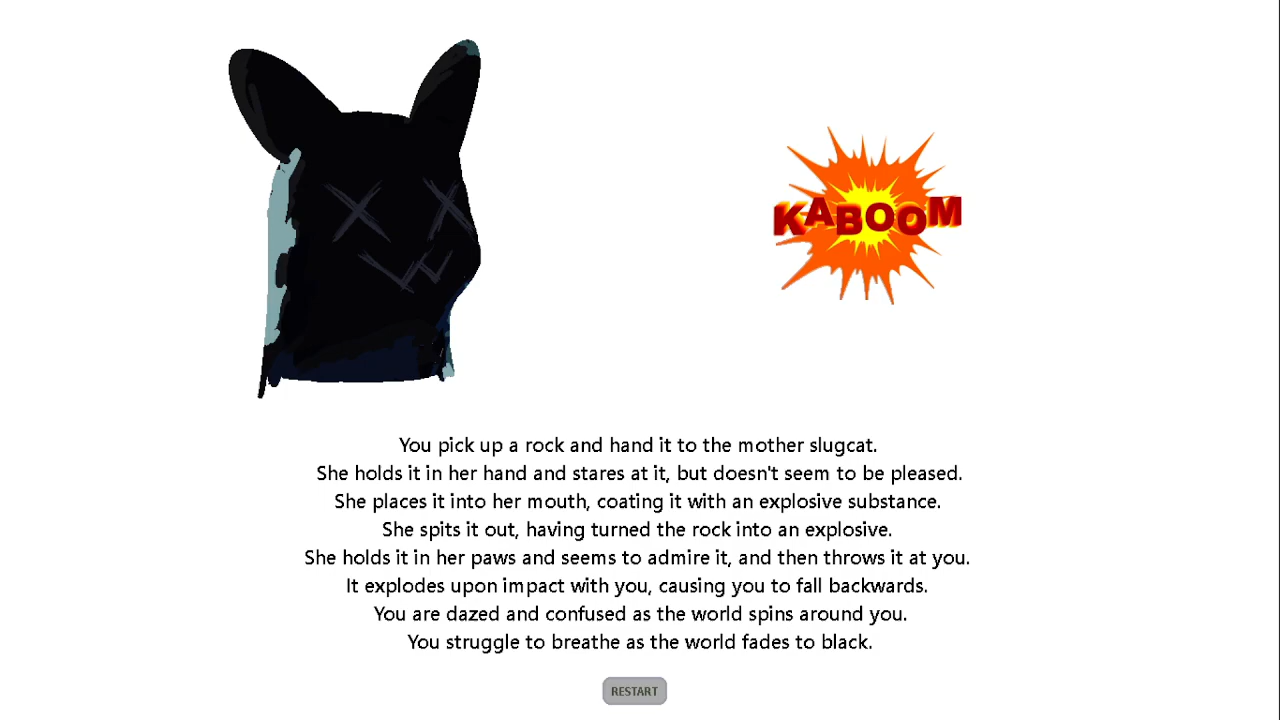 KABOOM
You pick up a rock and hand it to the mother slugcat.
She holds it in her hand and stares at it, but doesn't seem to be pleased.
She places it into her mouth, coating it with an explosive substance.
She spits it out, having turned the rock into an explosive.
She holds it in her paws and seems to admire it, and then throws it at you.
It explodes upon impact with you, causing you to fall backwards.
You are dazed and confused as the world spins around you.
You struggle to breathe as the world fades to black.
RESTART